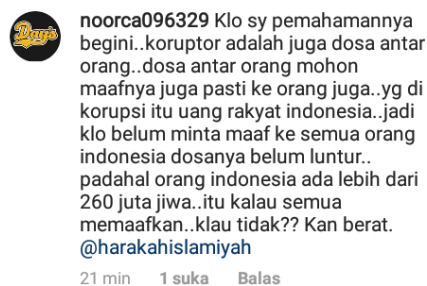 Days
noorca096329 Klo sy pemahamannya
begini..koruptor adalah juga dosa antar
orang..dosa antar orang mohon
maafnya juga pasti ke orang juga..yg di
korupsi itu uang rakyat indonesia..jadi
klo belum minta maaf ke semua orang
indonesia dosanya belum luntur..
padahal orang indonesia ada lebih dari
260 juta jiwa..itu kalau semua
memaafkan..klau tidak?? Kan berat.
@harakahislamiyah
21 min 1 suka Balas